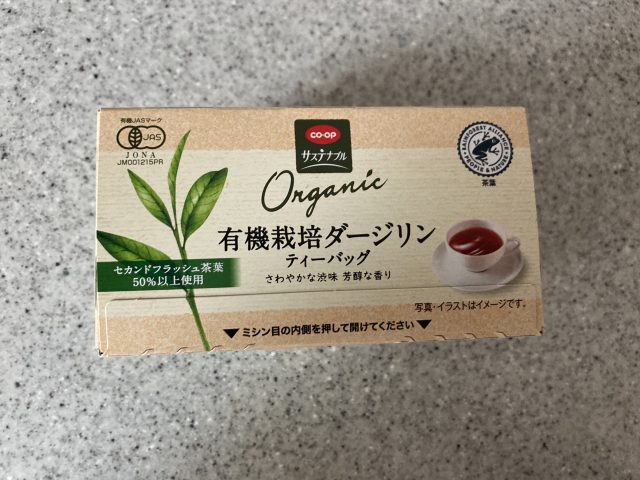 有機JASマーク
JAS
JONA
JM001215PR
CO・OP
サステナブル
Organic
RAINFOREST ALLIANCE
PEOPLE & NATURE
茶葉
有機栽培ダージリン
ティーバッグ
さわやかな渋味 芳醇な香り
セカンドフラッシュ茶葉
50%以上使用
写真・イラストはイメージです。
▼ミシン目の内側を押して開けてください▼